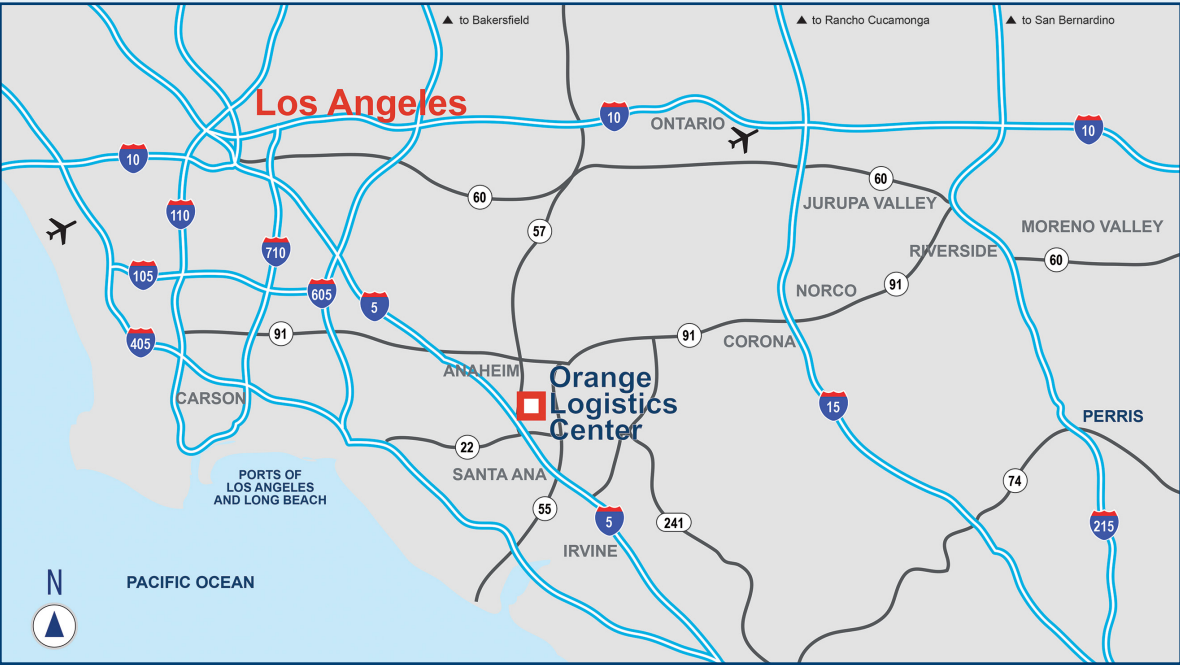 ▲ to Bakersfield
▲ to Rancho Cucamonga
▲ to San Bernardino
Los Angeles
10
ONTARIO
10
10
60
60
JURUPA VALLEY
110
57
MORENO VALLEY
710
RIVERSIDE
60
105
605
5
NORCO
91
405
91
91
CORONA
ANAHEIM
Orange
Logistics
Center
CARSON
15
PERRIS
22
SANTA ANA
PORTS OF
LOS ANGELES
AND LONG BEACH
74
55
5
241
215
IRVINE
N
PACIFIC OCEAN